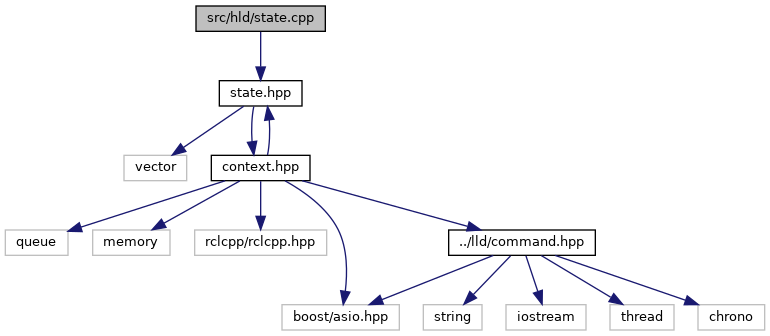 src/hld/state.cpp
state.hpp
vector
context.hpp
queue
memory
rclcpp/rclcpp.hpp
../lld/command.hpp
boost/asio.hpp
string
iostream
thread
chrono